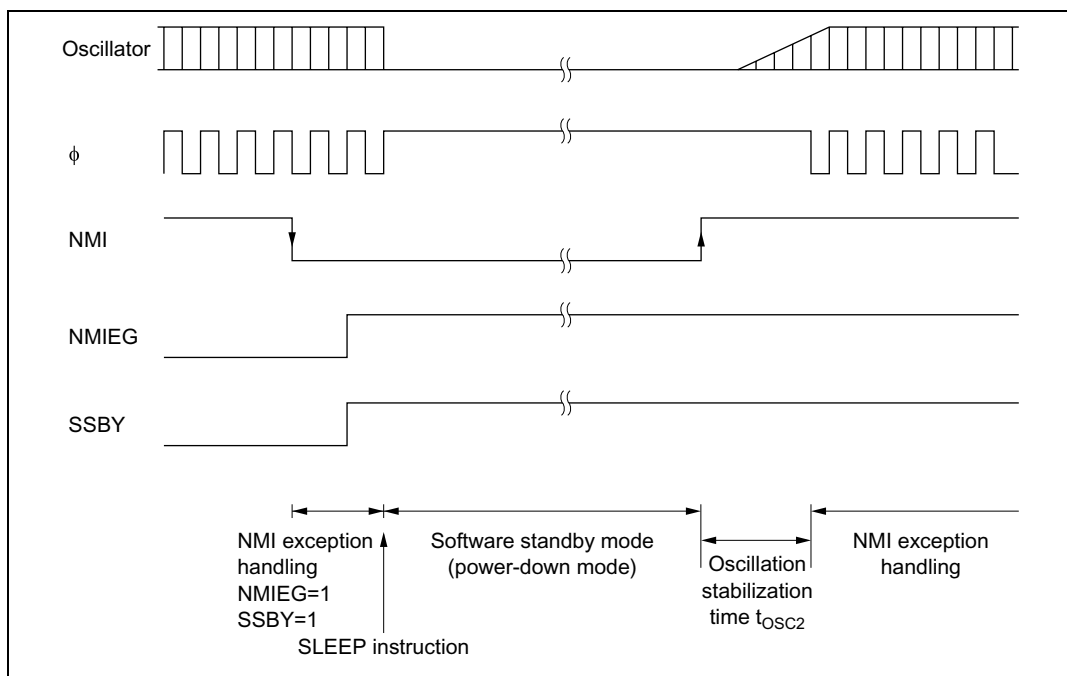 Oscillator
ϕ
NMI
NMIEG
SSBY
NMI exception
handling
NMIEG=1
SSBY=1
SLEEP instruction
Software standby mode
(power-down mode)
Oscillation
stabilization
time tOSC2
NMI exception
handling